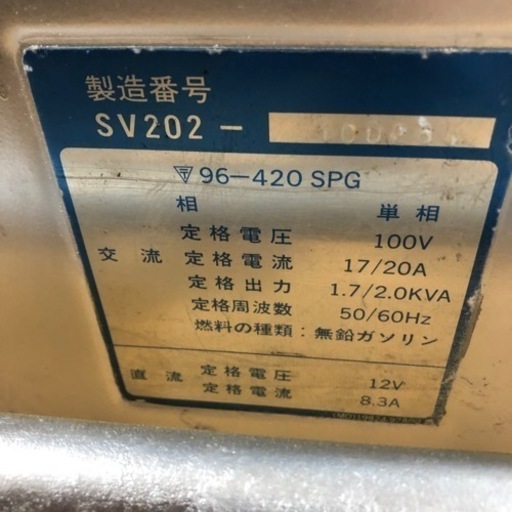 製造番号
SV202-
96-420 SPG
相 単相
交流 定格電圧 100V
定格電流 17/20A
定格出力 1.7/2.0KVA
定格周波数 50/60Hz
燃料の種類:無鉛ガソリン
直流 定格電圧 12V
定格電流 8.3A